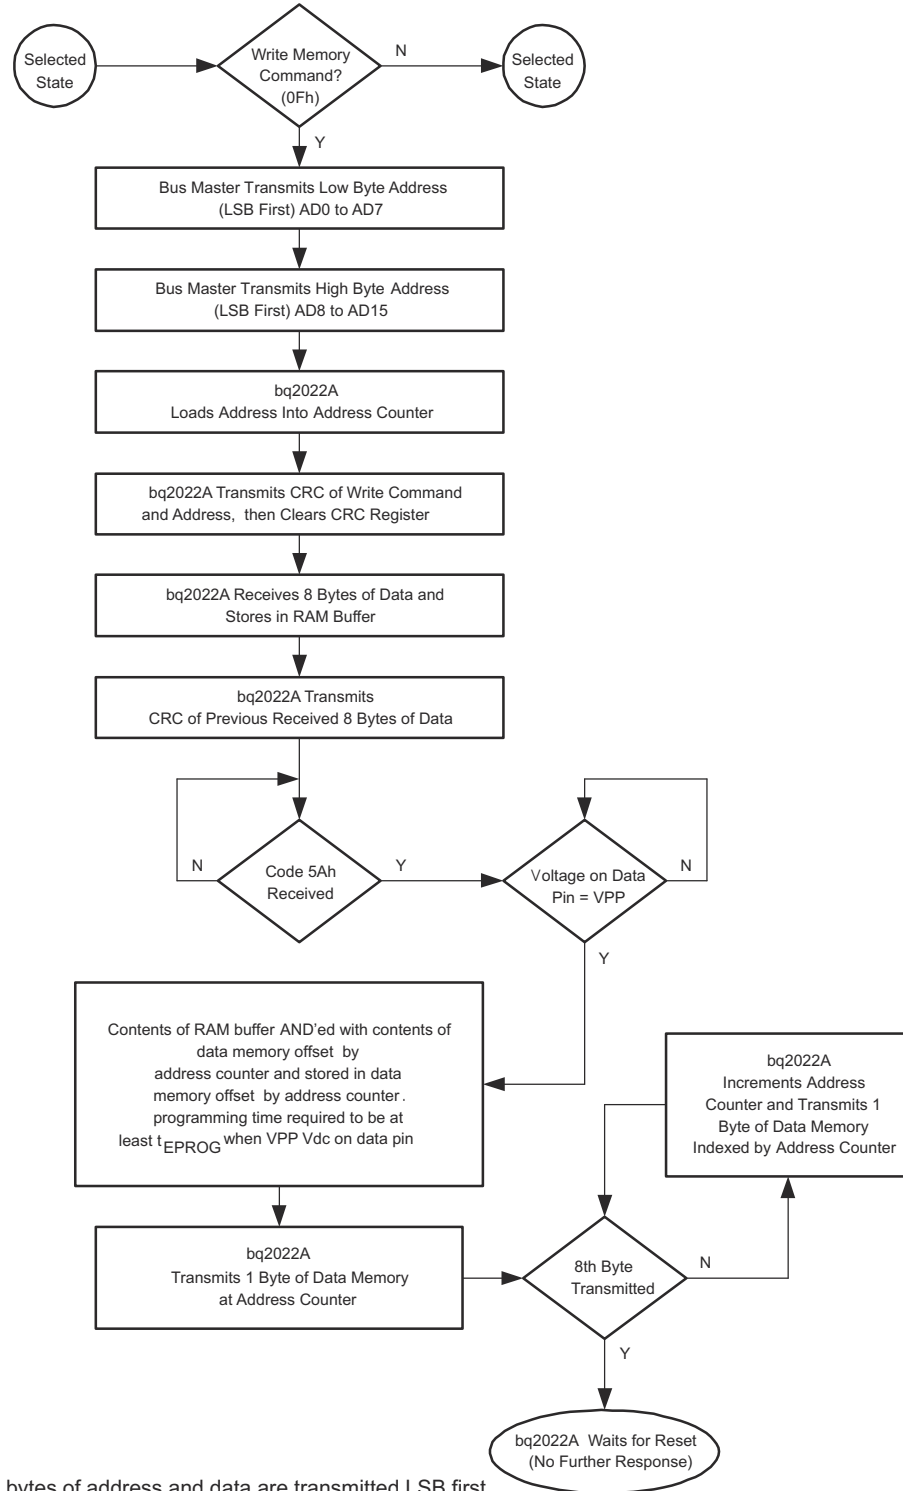 Selected
State
Write Memory
Command?
(0Fh)
N
Selected
State
Y
Bus Master Transmits Low Byte Address
(LSB First) AD0 to AD7
Bus Master Transmits High Byte Address
(LSB First) AD8 to AD15
bq2022A
Loads Address Into Address Counter
bq2022A Transmits CRC of Write Command
and Address, then Clears CRC Register
bq2022A Receives 8 Bytes of Data and
Stores in RAM Buffer
bq2022A Transmits
CRC of Previous Received 8 Bytes of Data
N
Code 5Ah
Received
Y
Voltage on Data
Pin = VPP
N
Y
Contents of RAM buffer AND'ed with contents of
data memory offset by
address counter and stored in data
memory offset by address counter.
programming time required to be at
least tEPROG when VPP Vdc on data pin
bq2022A
Increments Address
Counter and Transmits 1
Byte of Data Memory
Indexed by Address Counter
bq2022A
Transmits 1 Byte of Data Memory
at Address Counter
8th Byte
Transmitted
N
Y
bq2022A Waits for Reset
(No Further Response)
bytes of address and data are transmitted LSB first